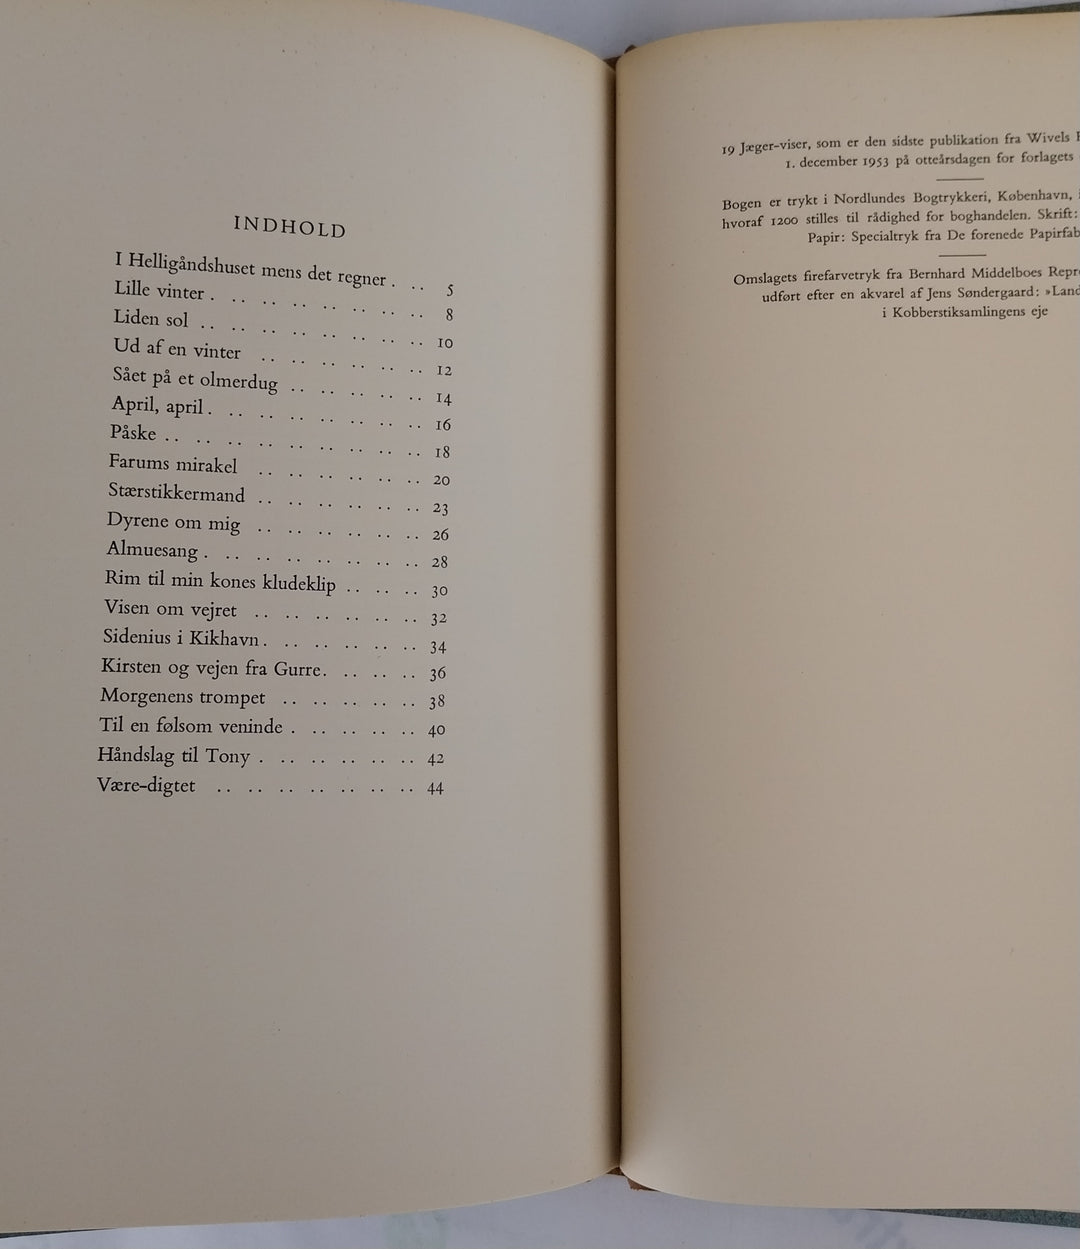 INDHOLD
I Helligåndshuset mens det regner . .. 5
Lille vinter . .. .. .. .. .. .. .. 8
Liden sol .. .. .. .. .. .. .. .. 10
Ud af en vinter .. .. .. .. .. .. 12
Sået på et olmerdug .. .. .. .. .. 14
April, april . .. .. .. .. .. .. .. 16
Påske .. .. .. .. .. .. .. .. .. 18
Farums mirakel .. .. .. .. .. .. 20
Stærstikkermand .. .. .. .. .. .. 23
Dyrene om mig .. .. .. .. .. .. 26
Almuesang . .. .. .. .. .. .. .. 28
Rim til min kones kludeklip .. .. .. 30
Visen om vejret .. .. .. .. .. .. 32
Sidenius i Kikhavn . .. .. .. .. .. 34
Kirsten og vejen fra Gurre. .. .. .. 36
Morgenens trompet .. .. .. .. .. 38
Til en følsom veninde . .. .. .. .. 40
Håndslag til Tony . .. .. .. .. .. 42
Være-digtet .. .. .. .. .. .. .. 44
19 Jæger-viser, som er den sidste publikation fra Wivels
1. december 1953 på otteårsdagen for forlagets
Bogen er trykt i Nordlundes Bogtrykkeri, København,
hvoraf 1200 stilles til rådighed for boghandelen. Skrift:
Papir: Specialtryk fra De forenede Papirfab
Omslagets firefarvetryk fra Bernhard Middelboes Repr
udført efter en akvarel af Jens Søndergaard: »Land
i Kobberstiksamlingens eje